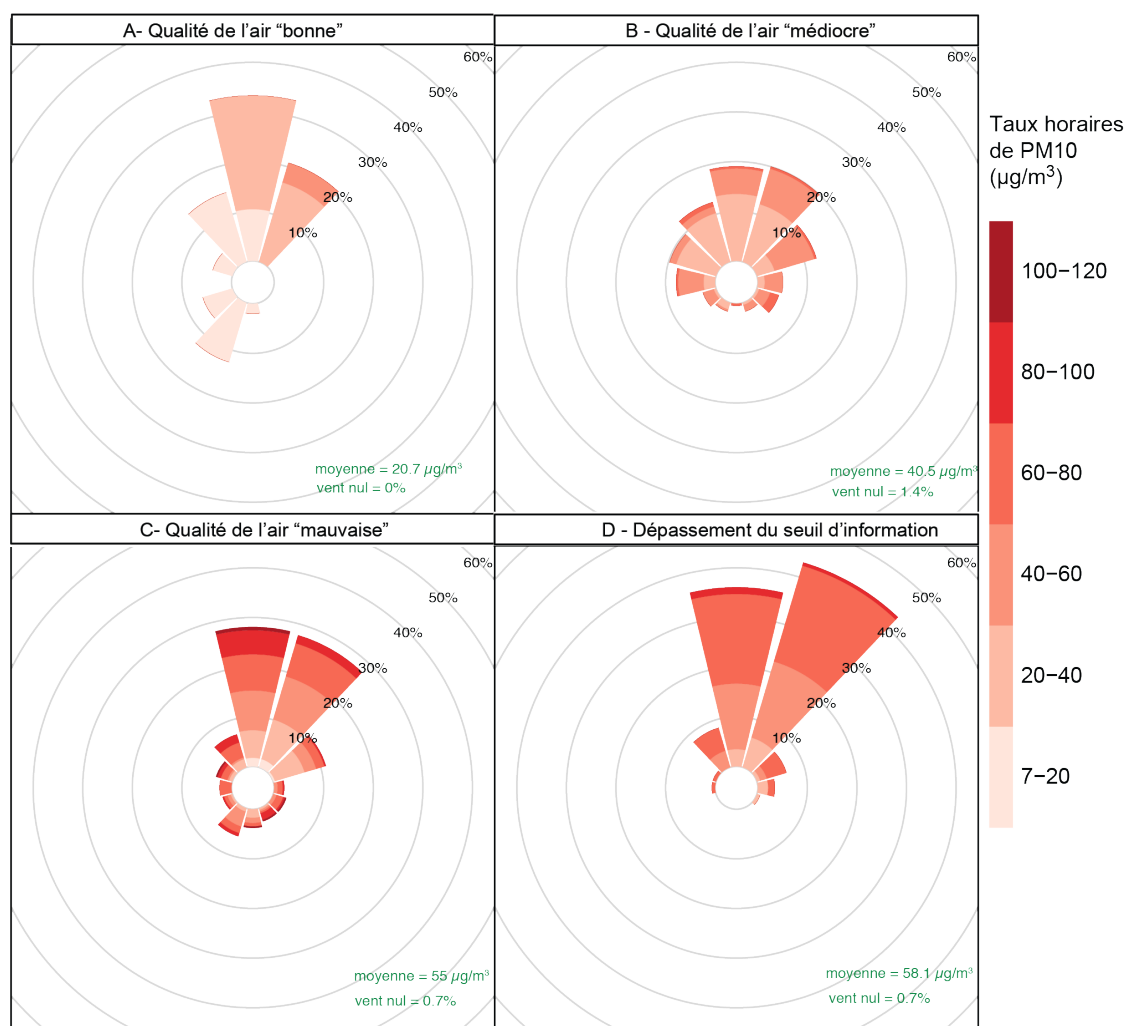 A- Qualité de l’air “bonne”
60%
50%
40%
30%
20%
10%
moyenne = 20.7 µg/m³
vent nul = 0%
B - Qualité de l’air “médiocre”
60%
50%
40%
30%
20%
10%
moyenne = 40.5 µg/m³
vent nul = 1.4%
C- Qualité de l’air “mauvaise”
60%
50%
40%
30%
20%
10%
moyenne = 55 µg/m³
vent nul = 0.7%
D - Dépassement du seuil d’information
60%
50%
40%
30%
20%
10%
moyenne = 58.1 µg/m³
vent nul = 0.7%
Taux horaires
de PM10
(µg/m³)
100−120
80−100
60−80
40−60
20−40
7−20